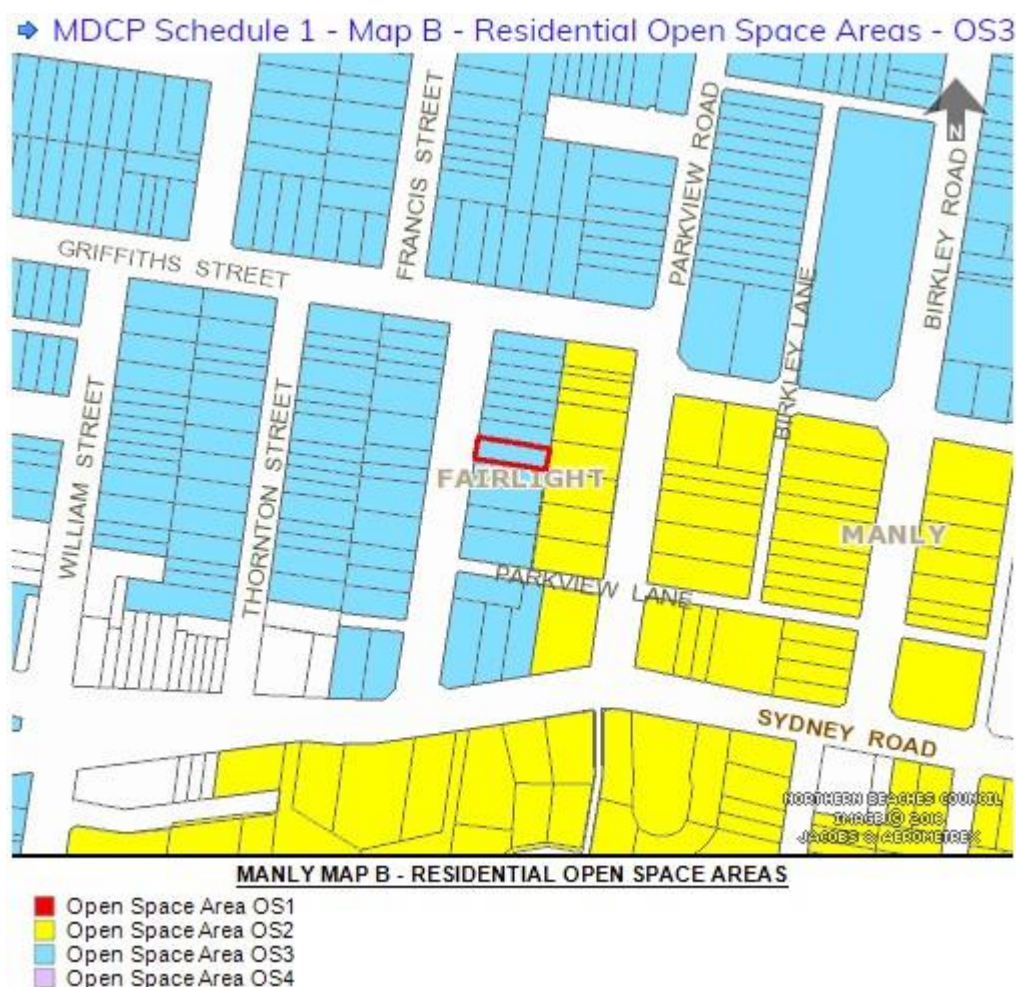 MDCP Schedule 1 - Map B - Residential Open Space Areas - OS3
N
FRANCIS STREET
PARKVIEW ROAD
BIRKLEY ROAD
GRIFFITHS STREET
BIRKLEY LANE
WILLIAM STREET
THORNTON STREET
FAIRLIGHT
MANLY
PARKVIEW LANE
SYDNEY ROAD
NORTHERN BEACHES COUNCIL
IMAGE © 2018
JACOBS & AEROMETREX
MANLY MAP B - RESIDENTIAL OPEN SPACE AREAS
Open Space Area OS1
Open Space Area OS2
Open Space Area OS3
Open Space Area OS4